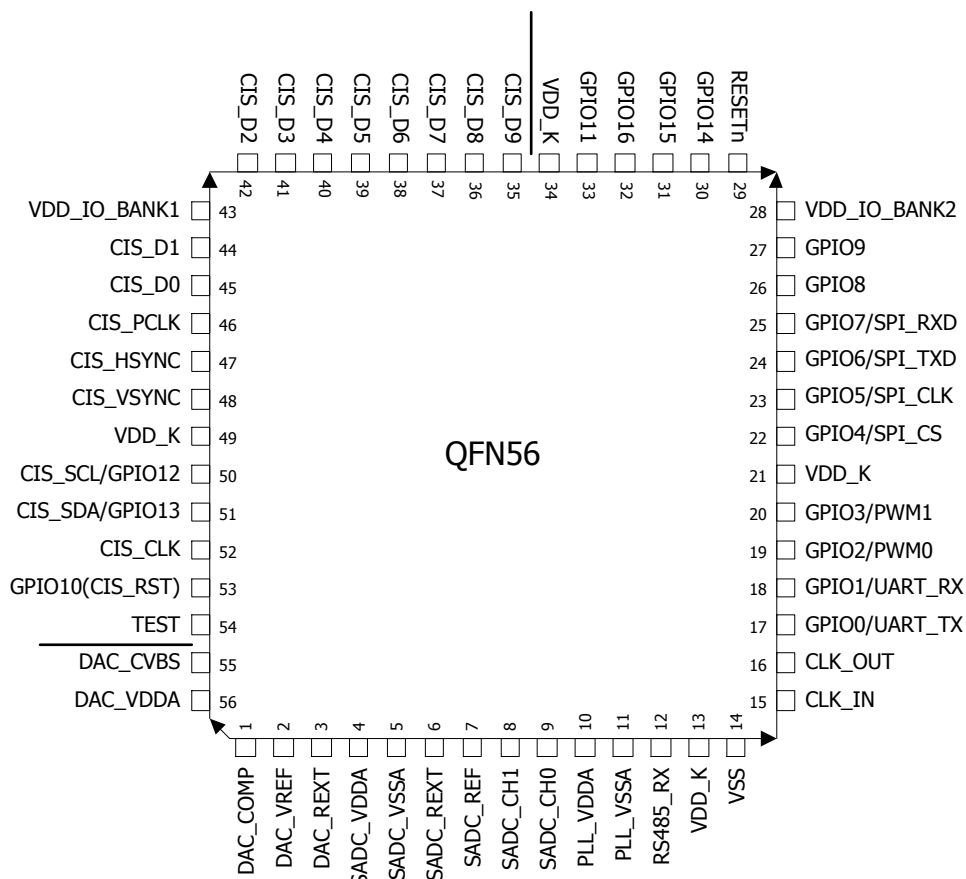 CIS_D2
CIS_D3
CIS_D4
CIS_D5
CIS_D6
CIS_D7
CIS_D8
CIS_D9
VDD_K
GPIO11
GPIO16
GPIO15
GPIO14
RESETn
42
41
40
39
38
37
36
35
34
33
32
31
30
29
VDD_IO_BANK1 43
CIS_D1 44
CIS_D0 45
CIS_PCLK 46
CIS_HSYNC 47
CIS_VSYNC 48
VDD_K 49
CIS_SCL/GPIO12 50
CIS_SDA/GPIO13 51
CIS_CLK 52
GPIO10(CIS_RST) 53
TEST 54
DAC_CVBS 55
DAC_VDDA 56
QFN56
28 VDD_IO_BANK2
27 GPIO9
26 GPIO8
25 GPIO7/SPI_RXD
24 GPIO6/SPI_TXD
23 GPIO5/SPI_CLK
22 GPIO4/SPI_CS
21 VDD_K
20 GPIO3/PWM1
19 GPIO2/PWM0
18 GPIO1/UART_RX
17 GPIO0/UART_TX
16 CLK_OUT
15 CLK_IN
1
2
3
4
5
6
7
8
9
10
11
12
13
14
DAC_COMP
DAC_VREF
DAC_REXT
SADC_VDDA
SADC_VSSA
SADC_REXT
SADC_REF
SADC_CH1
SADC_CH0
PLL_VDDA
PLL_VSSA
RS485_RX
VDD_K
VSS